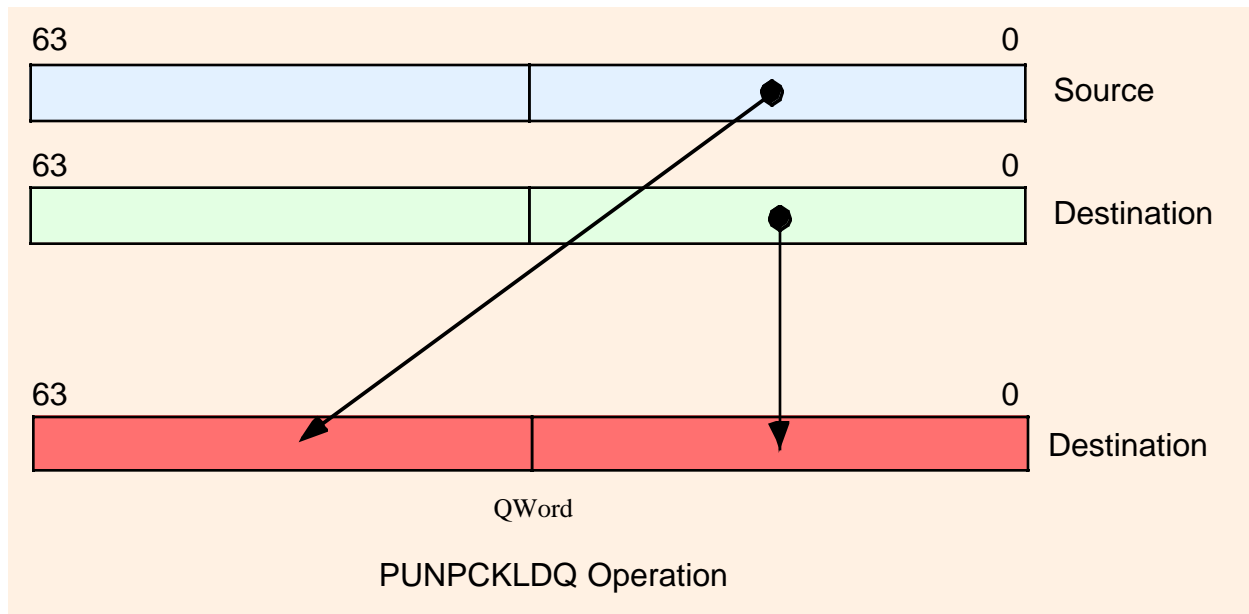 63 0
Source
63 0
Destination
63 0
Destination
QWord
PUNPCKLDQ Operation